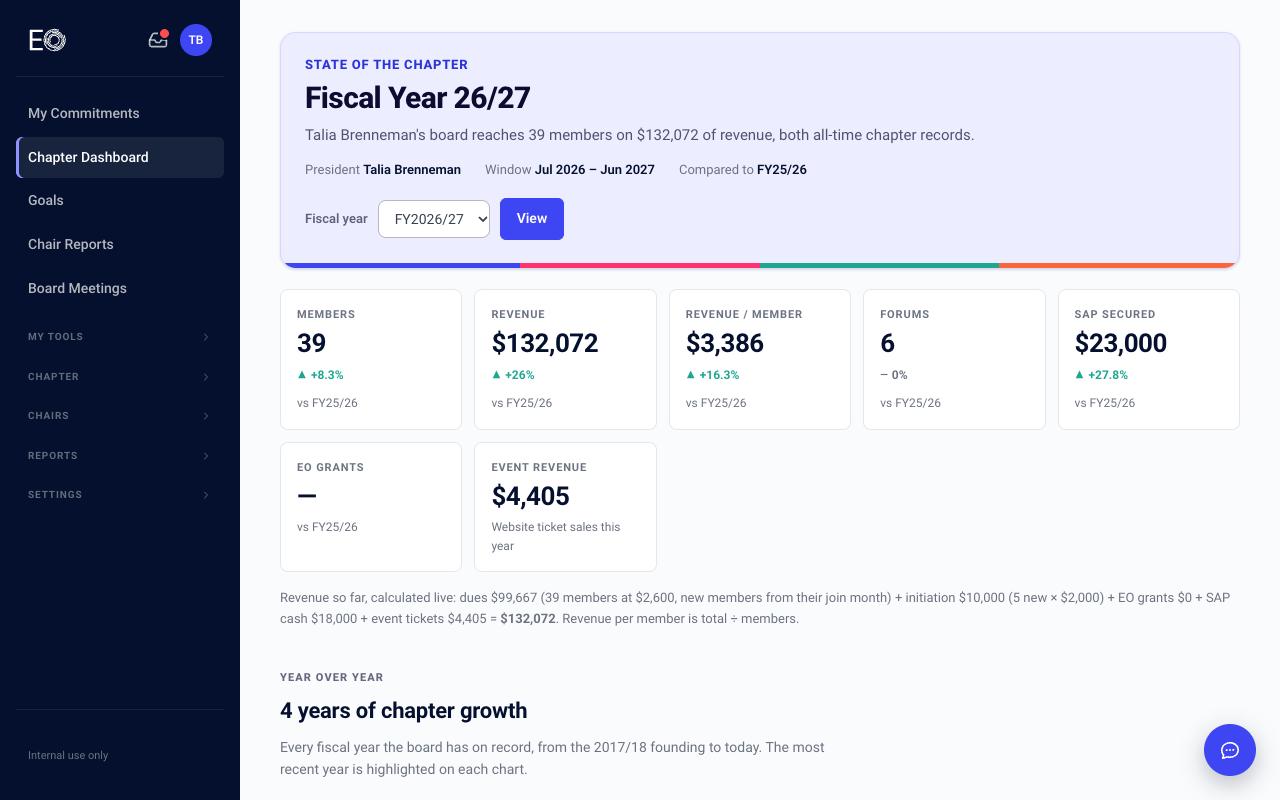 EO
TB
My Commitments
Chapter Dashboard
Goals
Chair Reports
Board Meetings
MY TOOLS
CHAPTER
CHAIRS
REPORTS
SETTINGS
Internal use only
STATE OF THE CHAPTER
Fiscal Year 26/27
Talia Brenneman's board reaches 39 members on $132,072 of revenue, both all-time chapter records.
President Talia Brenneman Window Jul 2026 – Jun 2027 Compared to FY25/26
Fiscal year FY2026/27 View
MEMBERS
39
▲ +8.3%
vs FY25/26
REVENUE
$132,072
▲ +26%
vs FY25/26
REVENUE / MEMBER
$3,386
▲ +16.3%
vs FY25/26
FORUMS
6
– 0%
vs FY25/26
SAP SECURED
$23,000
▲ +27.8%
vs FY25/26
EO GRANTS
—
vs FY25/26
EVENT REVENUE
$4,405
Website ticket sales this
year
Revenue so far, calculated live: dues $99,667 (39 members at $2,600, new members from their join month) + initiation $10,000 (5 new × $2,000) + EO grants $0 + SAP
cash $18,000 + event tickets $4,405 = $132,072. Revenue per member is total ÷ members.
YEAR OVER YEAR
4 years of chapter growth
Every fiscal year the board has on record, from the 2017/18 founding to today. The most
recent year is highlighted on each chart.